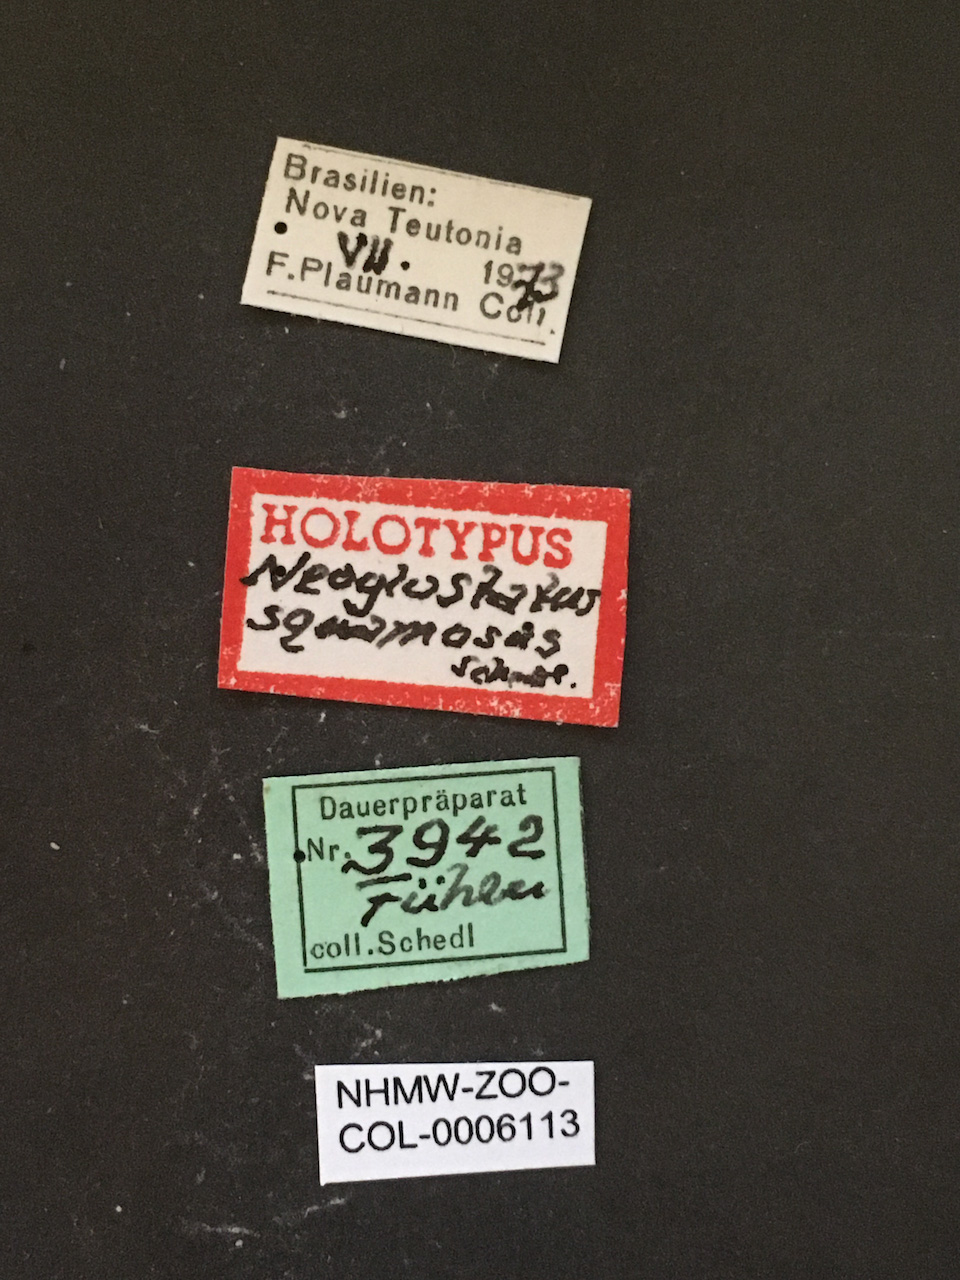 Brasilien:
Nova Teutonia
VII. 1973
F.Plaumann Coll.
HOLOTYPUS
Neoglostatus
squamosus
Schedl.
Dauerpräparat
Nr. 3942
Fühler
coll.Schedl
NHMW-ZOO-
COL-0006113